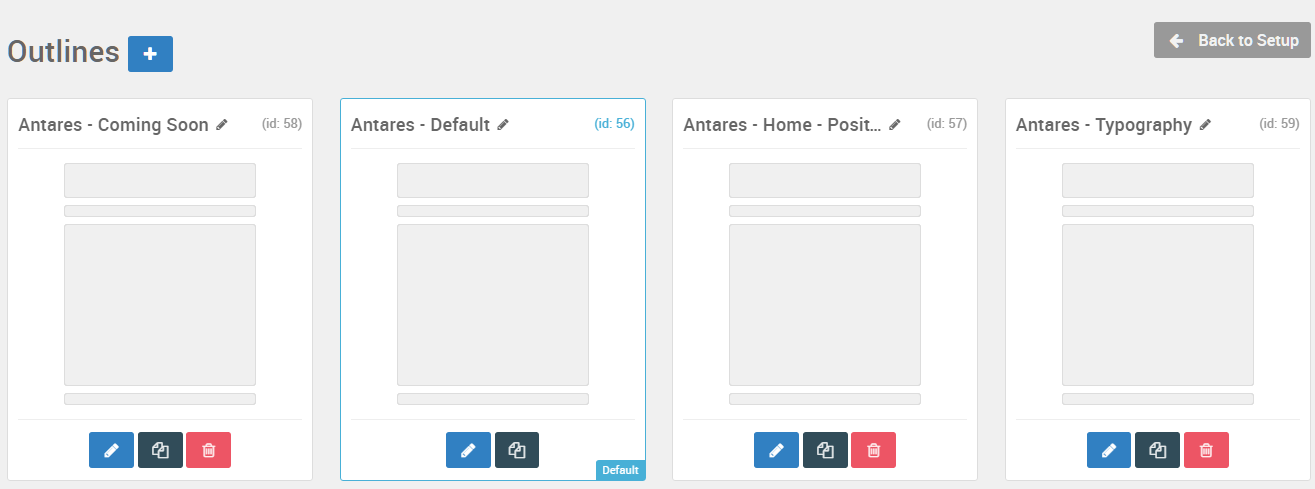 Outlines
Back to Setup
Antares - Coming Soon (id: 58)
Antares - Default (id: 56)
Antares - Home - Posit... (id: 57)
Antares - Typography (id: 59)
Default